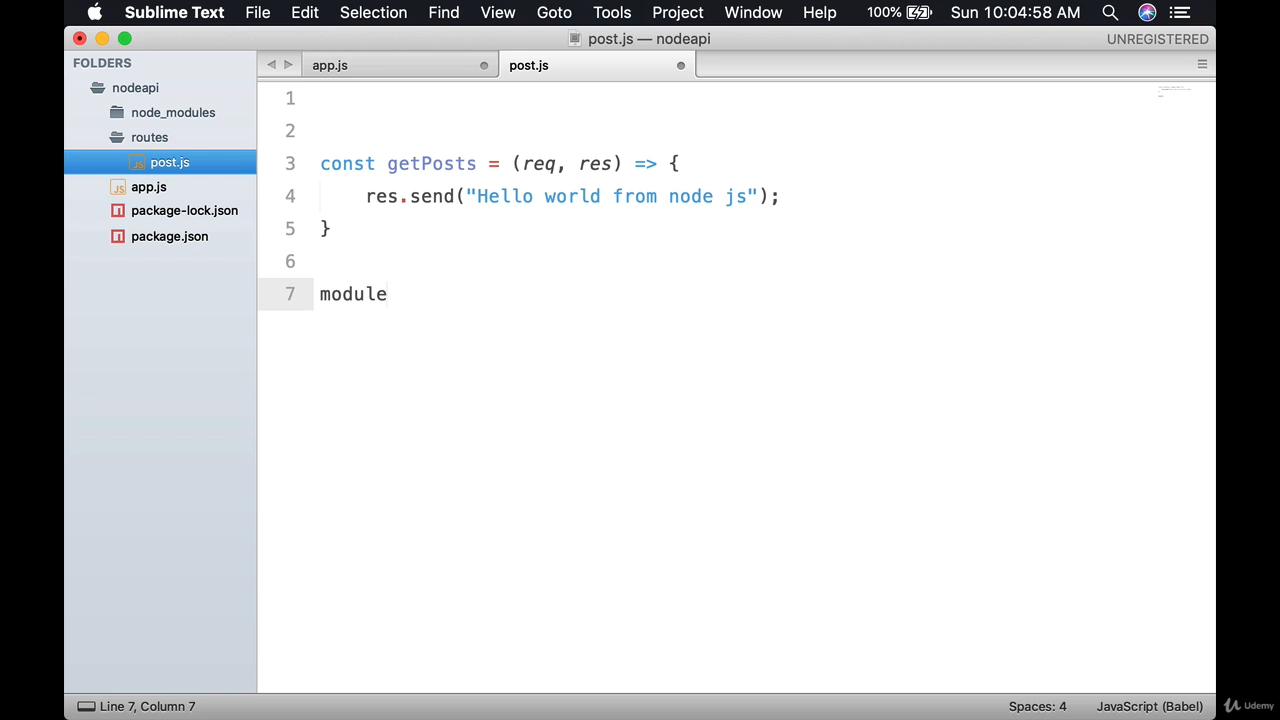 Sublime Text File Edit Selection Find View Goto Tools Project Window Help 100% Sun 10:04:58 AM
post.js — nodeapi UNREGISTERED
FOLDERS
nodeapi
node_modules
routes
post.js
app.js
package-lock.json
package.json
app.js post.js
1
2
3 const getPosts = (req, res) => {
4 res.send("Hello world from node js");
5 }
6
7 module
Line 7, Column 7 Spaces: 4 JavaScript (Babel)
Udemy